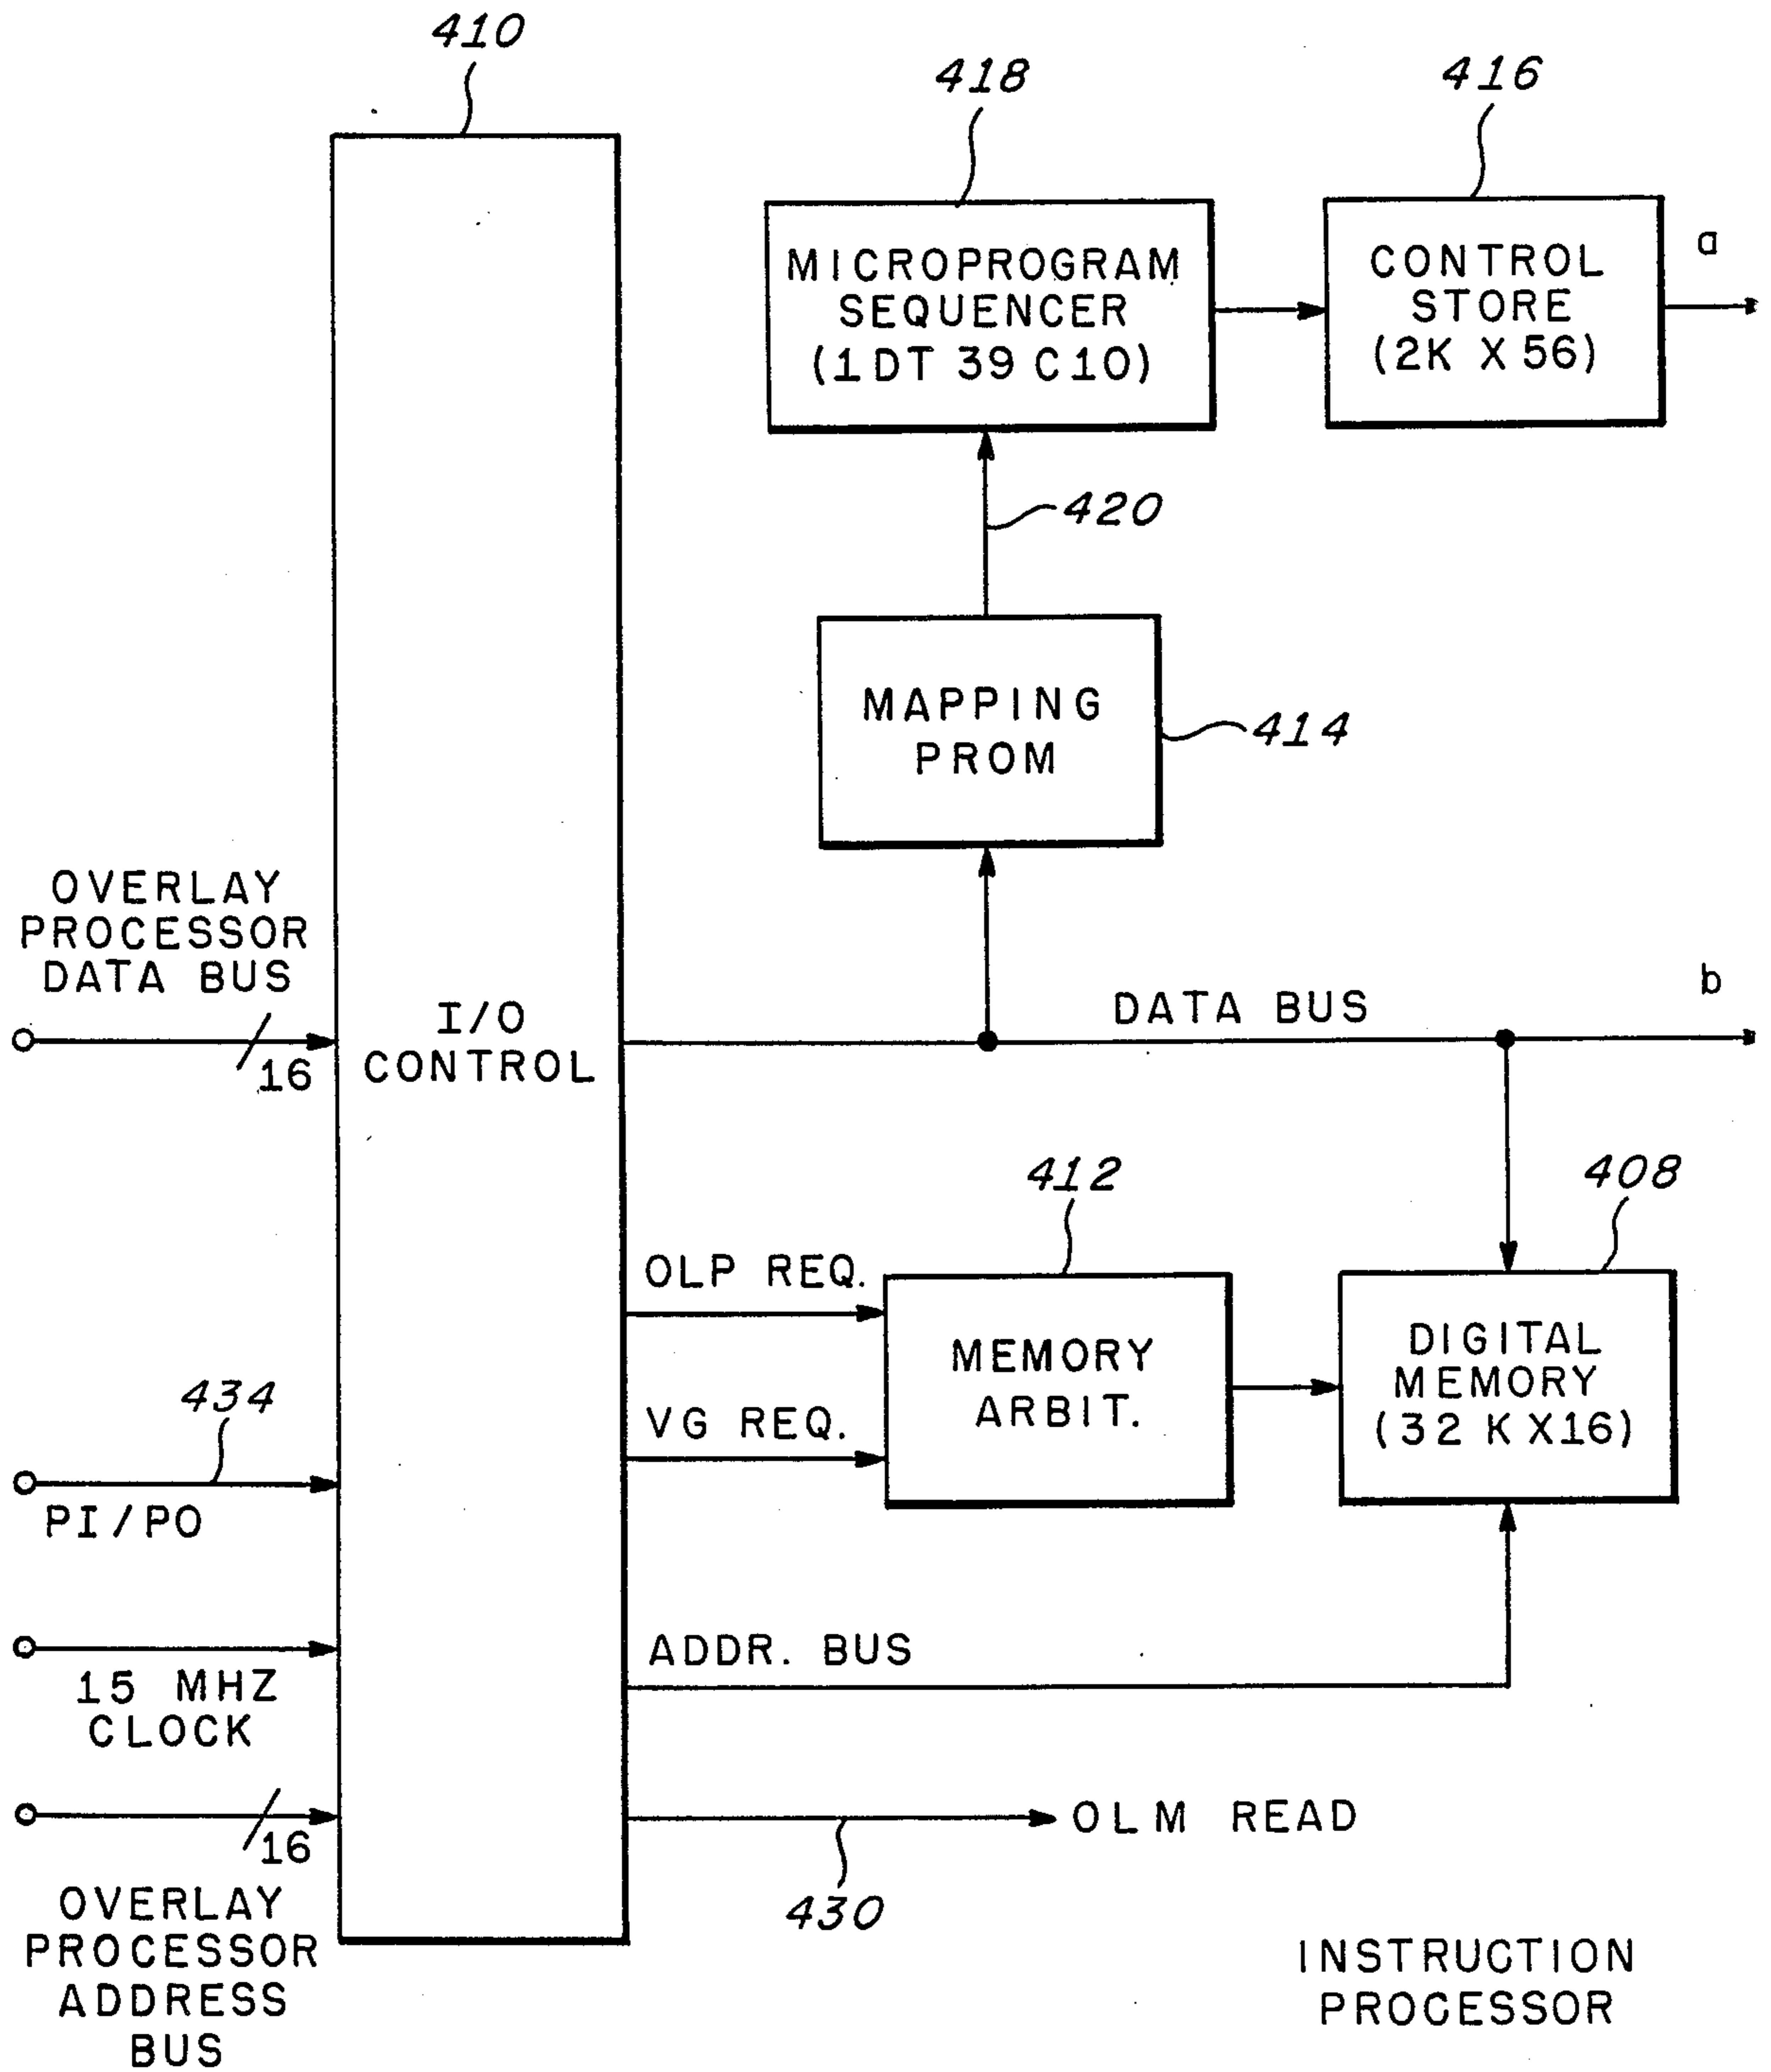 410
418
416
MICROPROGRAM
SEQUENCER
(1DT 39 C10)
CONTROL
STORE
(2K X 56)
a
420
MAPPING
PROM
414
OVERLAY
PROCESSOR
DATA BUS
16
I/O
CONTROL
DATA BUS
b
412
408
OLP REQ.
VG REQ.
MEMORY
ARBIT.
DIGITAL
MEMORY
(32 K X16)
434
PI/PO
15 MHZ
CLOCK
ADDR. BUS
16
OVERLAY
PROCESSOR
ADDRESS
BUS
OLM READ
430
INSTRUCTION
PROCESSOR